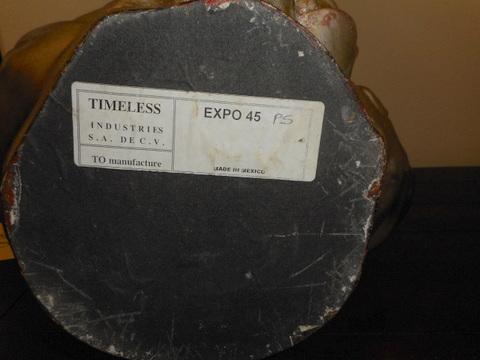 TIMELESS
INDUSTRIES
S.A. DE C.V.
TO manufacture
EXPO 45 PS
MADE IN MEXICO